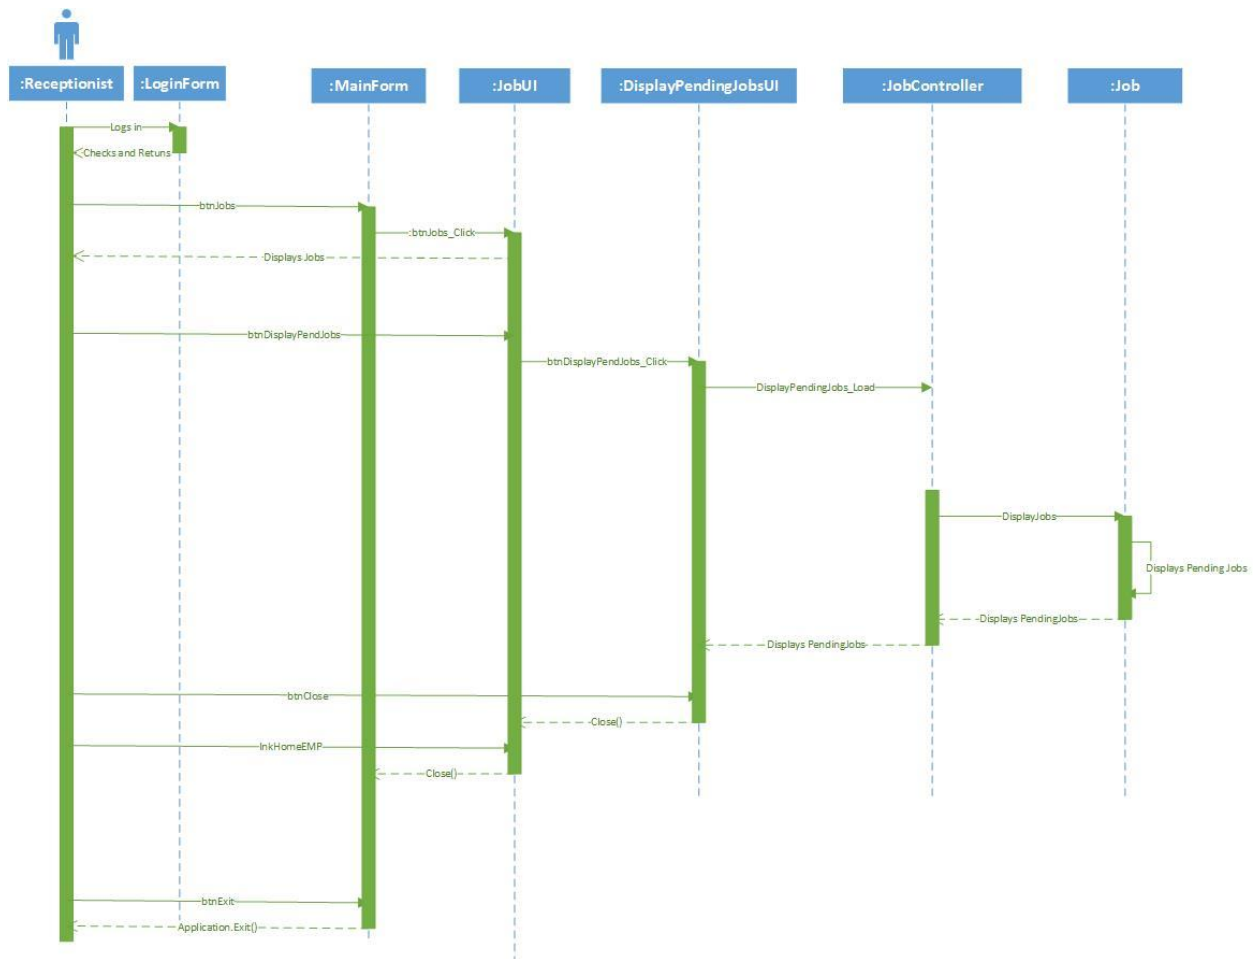 :Receptionist
:LoginForm
:MainForm
:JobUI
:DisplayPendingJobsUI
:JobController
:Job
Logs in
Checks and Retuns
btnJobs
:btnJobs_Click
Displays Jobs
btnDisplayPendJobs
btnDisplayPendJobs_Click
DisplayPendingJobs_Load
DisplayJobs
Displays Pending Jobs
Displays PendingJobs
Displays PendingJobs
btnClose
Close()
lnkHomeEMP
Close()
btnExit
Application.Exit()